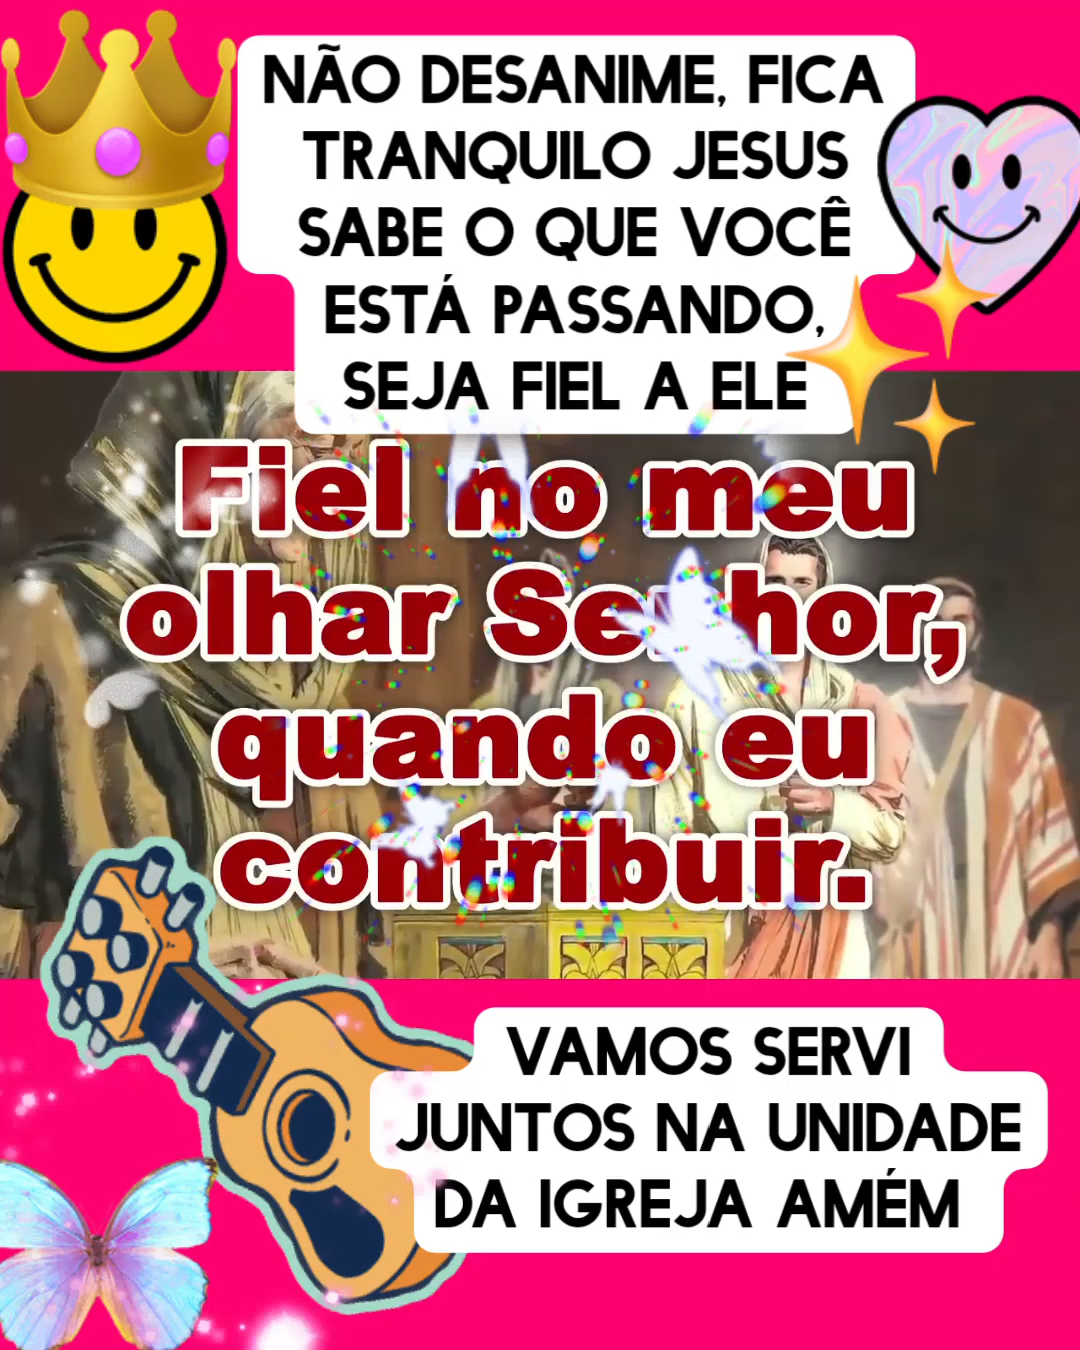 NÃO DESANIME, FICA
TRANQUILO JESUS
SABE O QUE VOCÊ
ESTÁ PASSANDO,
SEJA FIEL A ELE
Fiel no meu
olhar Senhor,
quando eu
contribuir.
VAMOS SERVI
JUNTOS NA UNIDADE
DA IGREJA AMÉM